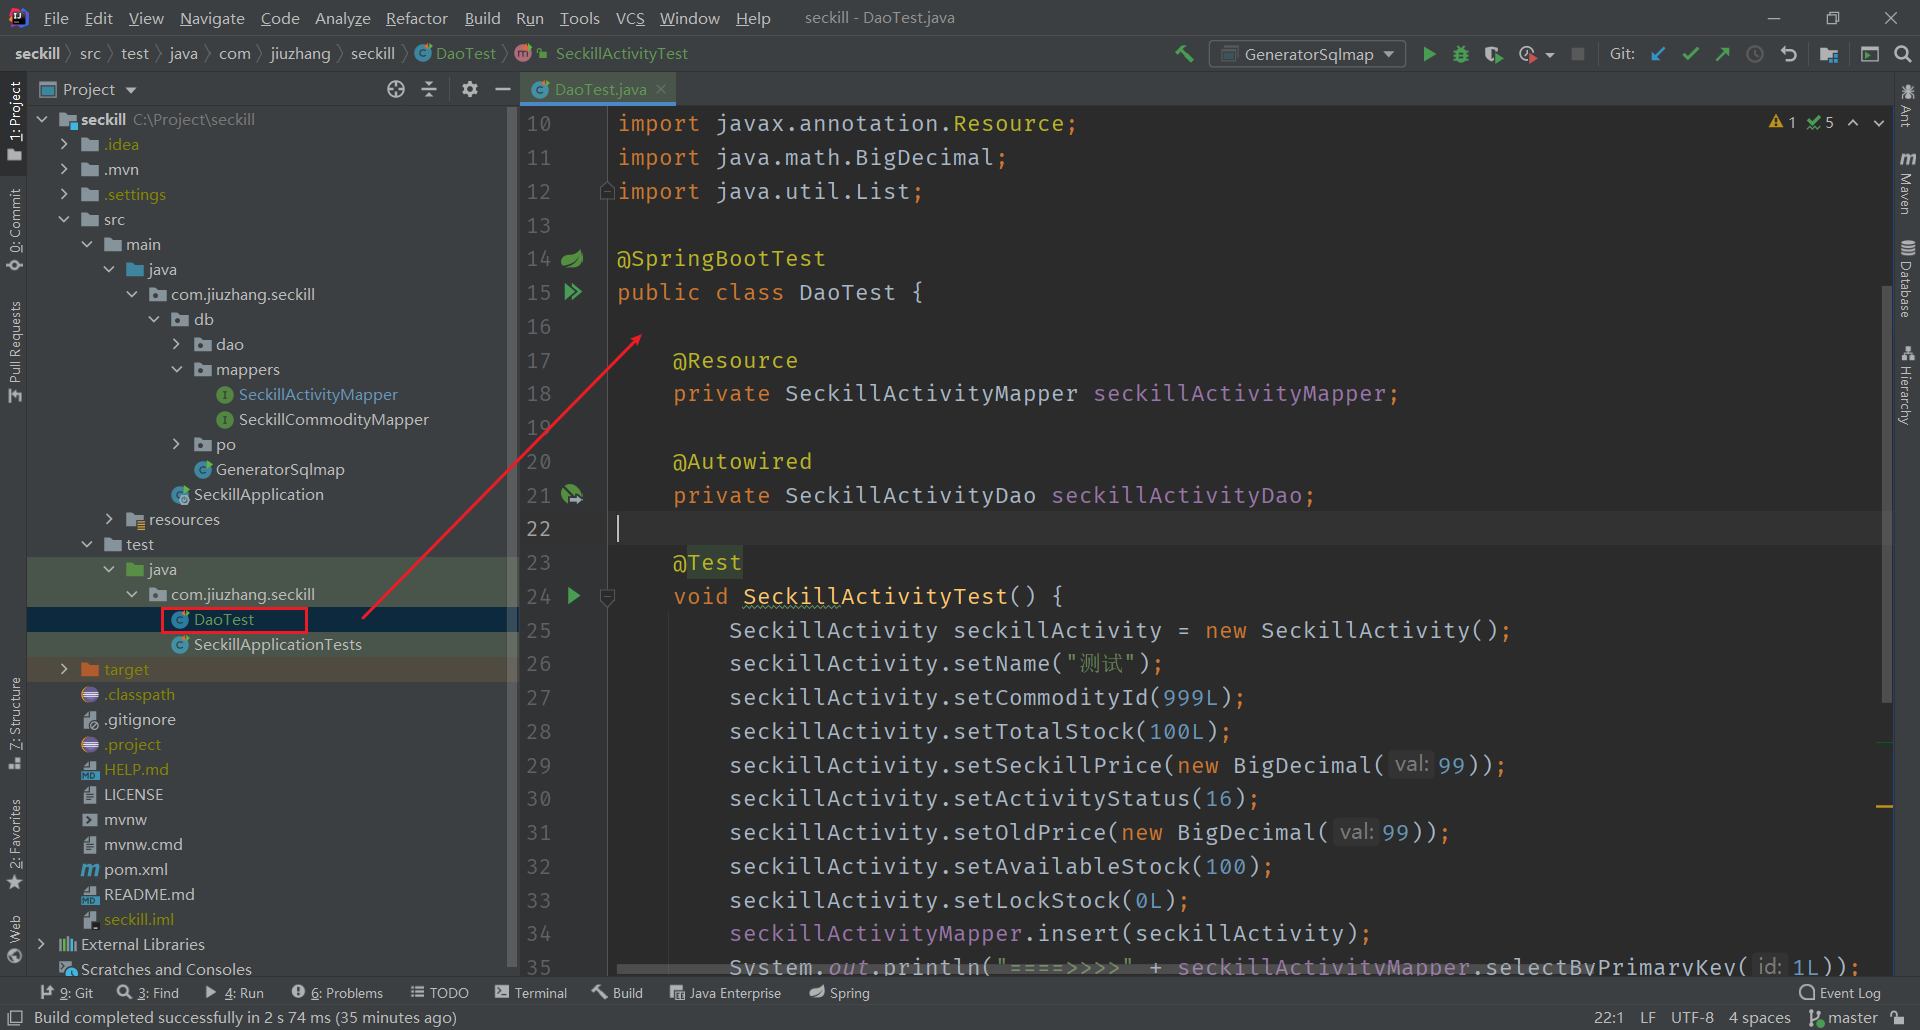 File Edit View Navigate Code Analyze Refactor Build Run Tools VCS Window Help seckill - DaoTest.java
seckill src test java com jiuzhang seckill DaoTest SeckillActivityTest GeneratorSqlmap Git:
Project
DaoTest.java
1: Project
0: Commit
Pull Requests
7: Structure
2: Favorites
Web
seckill C:\Project\seckill
.idea
.mvn
.settings
src
main
java
com.jiuzhang.seckill
db
dao
mappers
SeckillActivityMapper
SeckillCommodityMapper
po
GeneratorSqlmap
SeckillApplication
resources
test
java
com.jiuzhang.seckill
DaoTest
SeckillApplicationTests
target
.classpath
.gitignore
.project
HELP.md
LICENSE
mvnw
mvnw.cmd
pom.xml
README.md
seckill.iml
External Libraries
Scratches and Consoles
10 import javax.annotation.Resource;
11 import java.math.BigDecimal;
12 import java.util.List;
13
14 @SpringBootTest
15 public class DaoTest {
16
17 @Resource
18 private SeckillActivityMapper seckillActivityMapper;
19
20 @Autowired
21 private SeckillActivityDao seckillActivityDao;
22
23 @Test
24 void SeckillActivityTest() {
25 SeckillActivity seckillActivity = new SeckillActivity();
26 seckillActivity.setName("测试");
27 seckillActivity.setCommodityId(999L);
28 seckillActivity.setTotalStock(100L);
29 seckillActivity.setSeckillPrice(new BigDecimal( val: 99));
30 seckillActivity.setActivityStatus(16);
31 seckillActivity.setOldPrice(new BigDecimal( val: 99));
32 seckillActivity.setAvailableStock(100);
33 seckillActivity.setLockStock(0L);
34 seckillActivityMapper.insert(seckillActivity);
35 System.out.println("====>>>>" + seckillActivityMapper.selectByPrimaryKey( id: 1L));
1 5
Ant
Maven
Database
Hierarchy
9: Git 3: Find 4: Run 6: Problems TODO Terminal Build Java Enterprise Spring Event Log
Build completed successfully in 2 s 74 ms (35 minutes ago) 22:1 LF UTF-8 4 spaces master